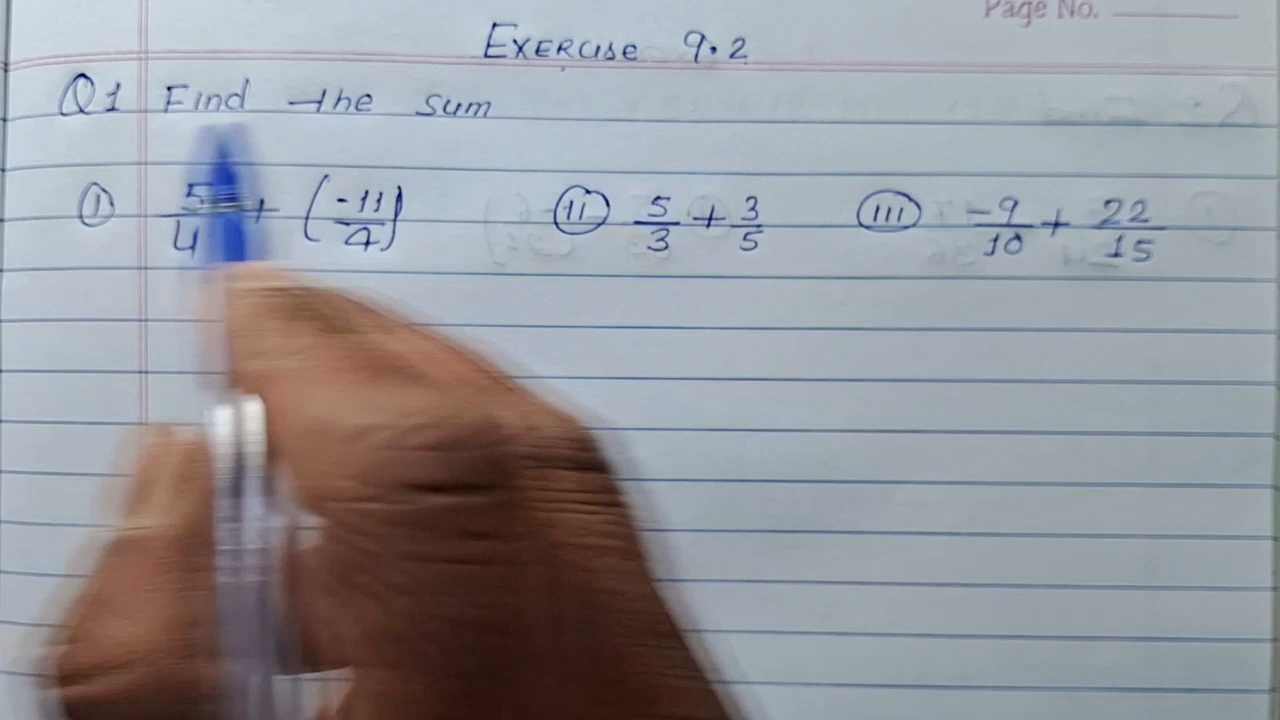 Page No.
Exercise 9.2
Q1 Find the sum
(i) 5/4 + (-11/4) (ii) 5/3 + 3/5 (iii) -9/10 + 22/15